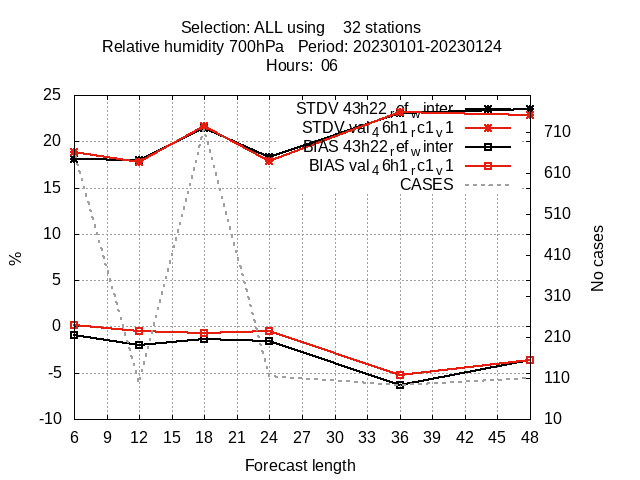 Selection: ALL using 32 stations
Relative humidity 700hPa Period: 20230101-20230124
Hours: 06
25
20
15
10
5
0
-5
-10
%
STDV 43h22_ref_winter
STDV val_46h1_rc1_v1
BIAS 43h22_ref_winter
BIAS val_46h1_rc1_v1
CASES
710
610
510
410
310
210
110
10
No cases
6 9 12 15 18 21 24 27 30 33 36 39 42 45 48
Forecast length